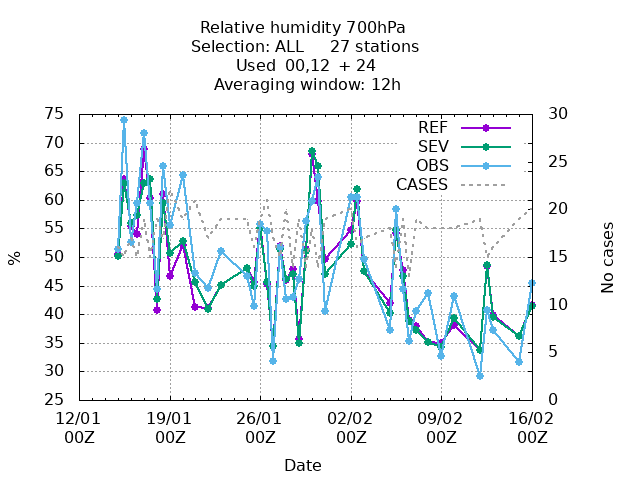 Relative humidity 700hPa
Selection: ALL 27 stations
Used 00,12 + 24
Averaging window: 12h
75
70
65
60
55
50
45
40
35
30
25
%
30
25
20
15
10
5
0
No cases
REF
SEV
OBS
CASES
12/01 19/01 26/01 02/02 09/02 16/02
00Z 00Z 00Z 00Z 00Z 00Z
Date